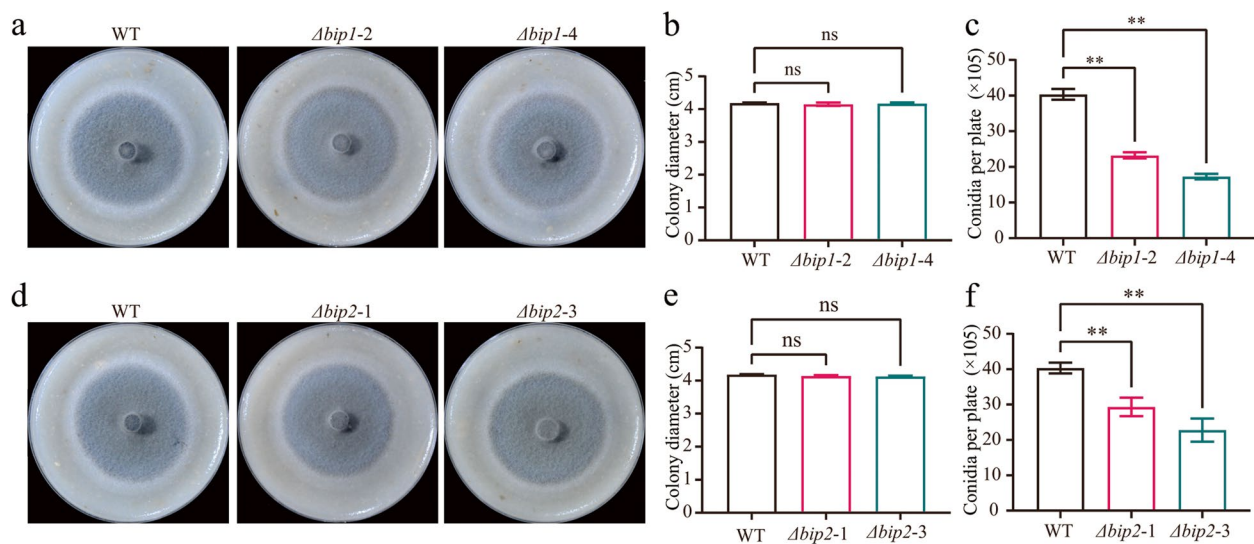 a
WT
Δbip1-2
Δbip1-4
b
Colony diameter (cm)
5
4
3
2
1
0
ns
ns
WT
Δbip1-2
Δbip1-4
c
Conidia per plate (×105)
50
40
30
20
10
0
**
**
WT
Δbip1-2
Δbip1-4
d
WT
Δbip2-1
Δbip2-3
e
Colony diameter (cm)
5
4
3
2
1
0
ns
ns
WT
Δbip2-1
Δbip2-3
f
Conidia per plate (×105)
50
40
30
20
10
0
**
**
WT
Δbip2-1
Δbip2-3